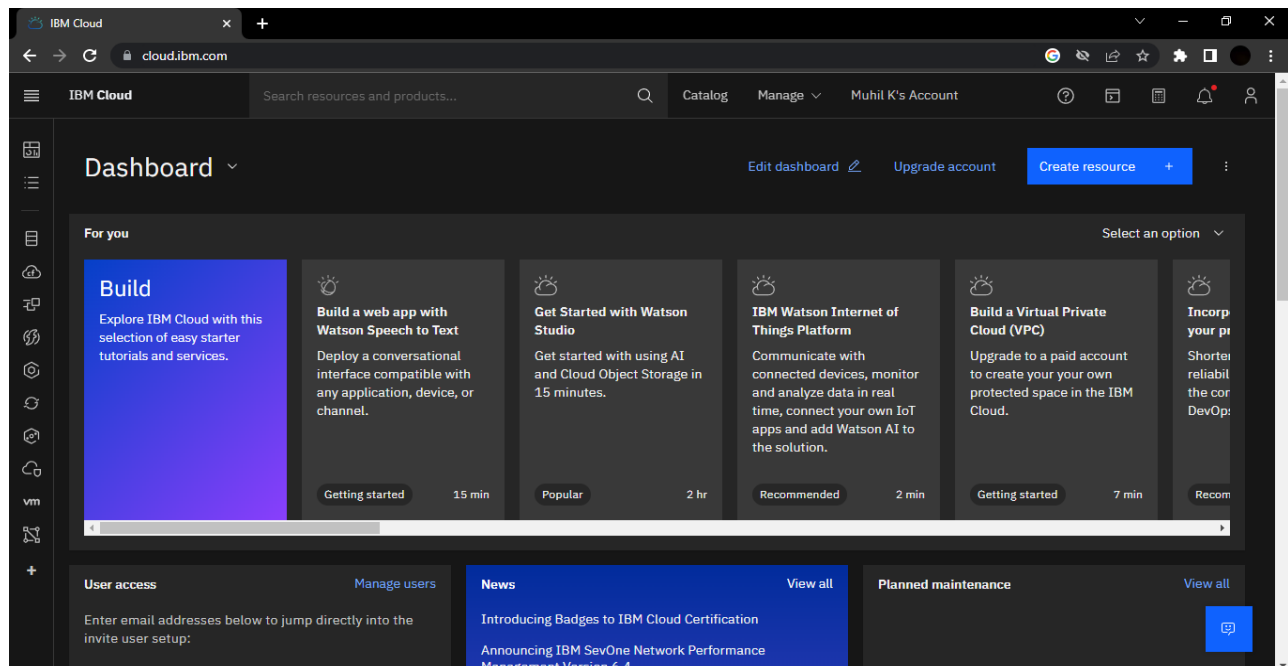 IBM Cloud
cloud.ibm.com
IBM Cloud
Search resources and products...
Catalog
Manage
Muhil K's Account
Dashboard
Edit dashboard
Upgrade account
Create resource +
For you
Select an option
Build
Explore IBM Cloud with this
selection of easy starter
tutorials and services.
Build a web app with
Watson Speech to Text
Deploy a conversational
interface compatible with
any application, device, or
channel.
Getting started
15 min
Get Started with Watson
Studio
Get started with using AI
and Cloud Object Storage in
15 minutes.
Popular
2 hr
IBM Watson Internet of
Things Platform
Communicate with
connected devices, monitor
and analyze data in real
time, connect your own IoT
apps and add Watson AI to
the solution.
Recommended
2 min
Build a Virtual Private
Cloud (VPC)
Upgrade to a paid account
to create your your own
protected space in the IBM
Cloud.
Getting started
7 min
your
the
vm
User access
Manage users
Enter email addresses below to jump directly into the
invite user setup:
News
View all
Introducing Badges to IBM Cloud Certification
Announcing IBM SevOne Network Performance
Management Version 6.4
Planned maintenance
View all